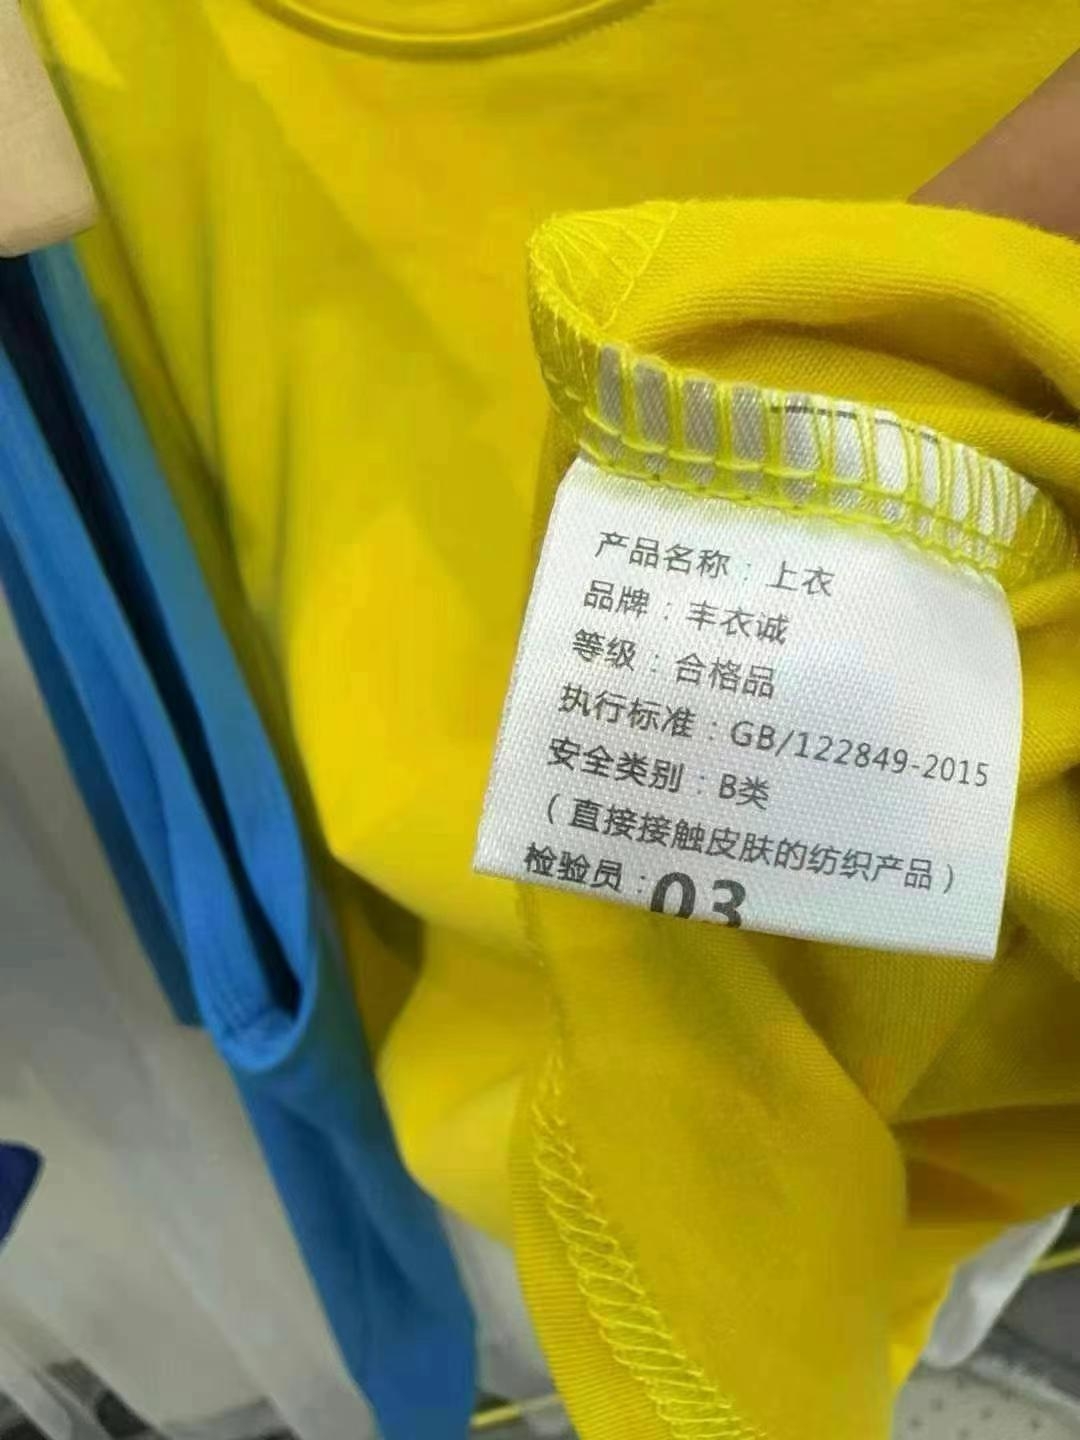 产品名称：上衣
品牌：丰衣诚
等级：合格品
执行标准：GB/122849-2015
安全类别：B类
（直接接触皮肤的纺织产品）
检验员：03